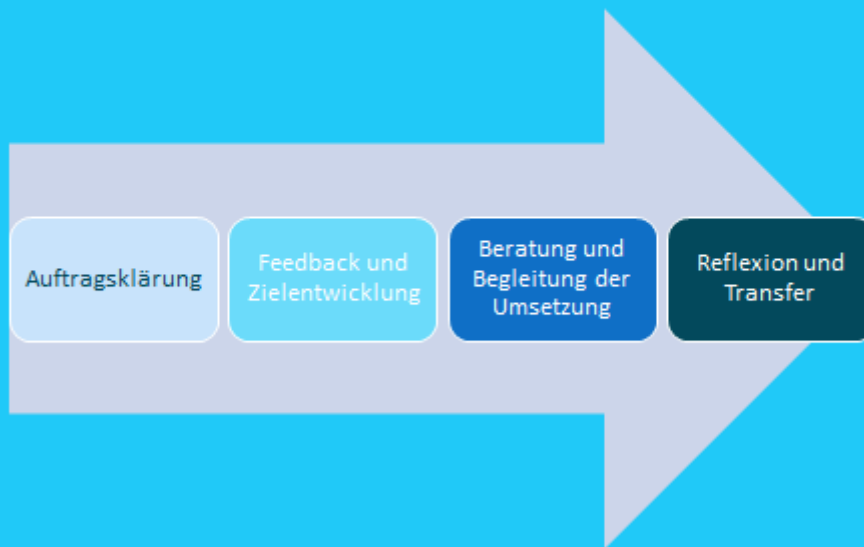 Auftragsklärung
Feedback und
Zielentwicklung
Beratung und
Begleitung der
Umsetzung
Reflexion und
Transfer